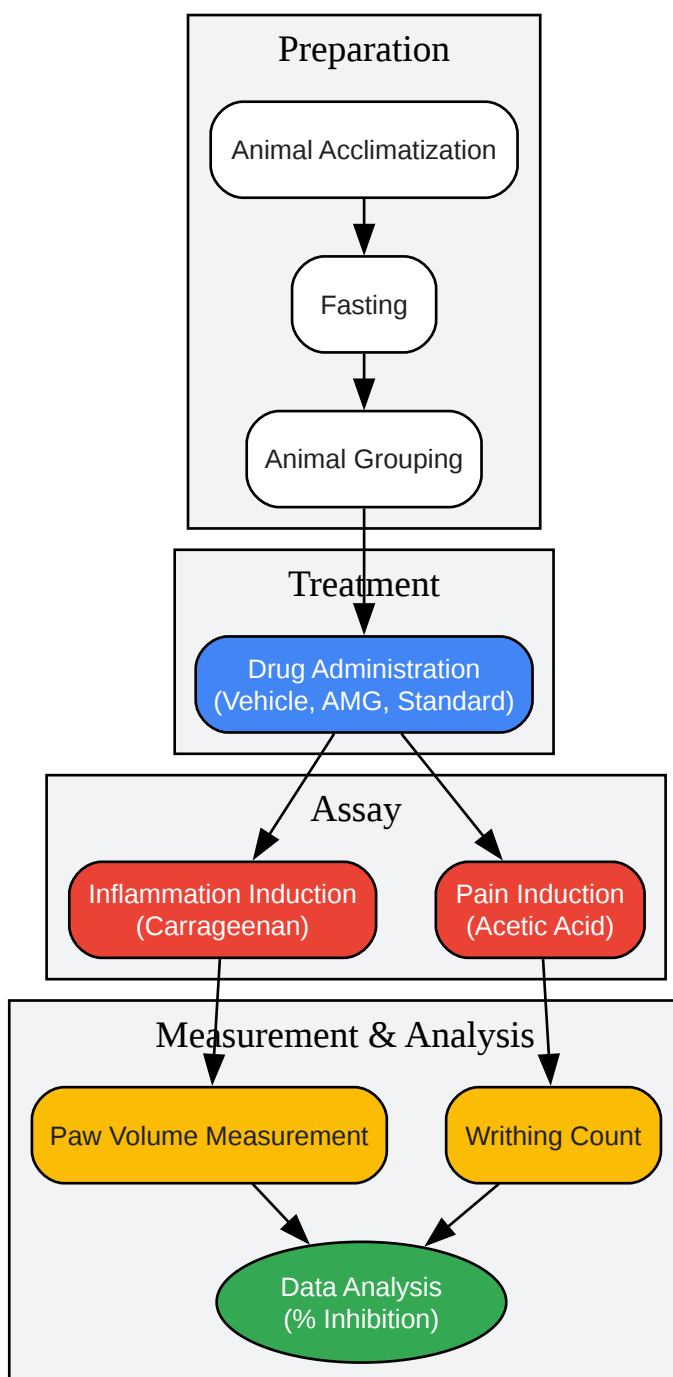 Preparation
Animal Acclimatization
Fasting
Animal Grouping
Treatment
Drug Administration
(Vehicle, AMG, Standard)
Assay
Inflammation Induction
(Carrageenan)
Pain Induction
(Acetic Acid)
Measurement & Analysis
Paw Volume Measurement
Writhing Count
Data Analysis
(% Inhibition)